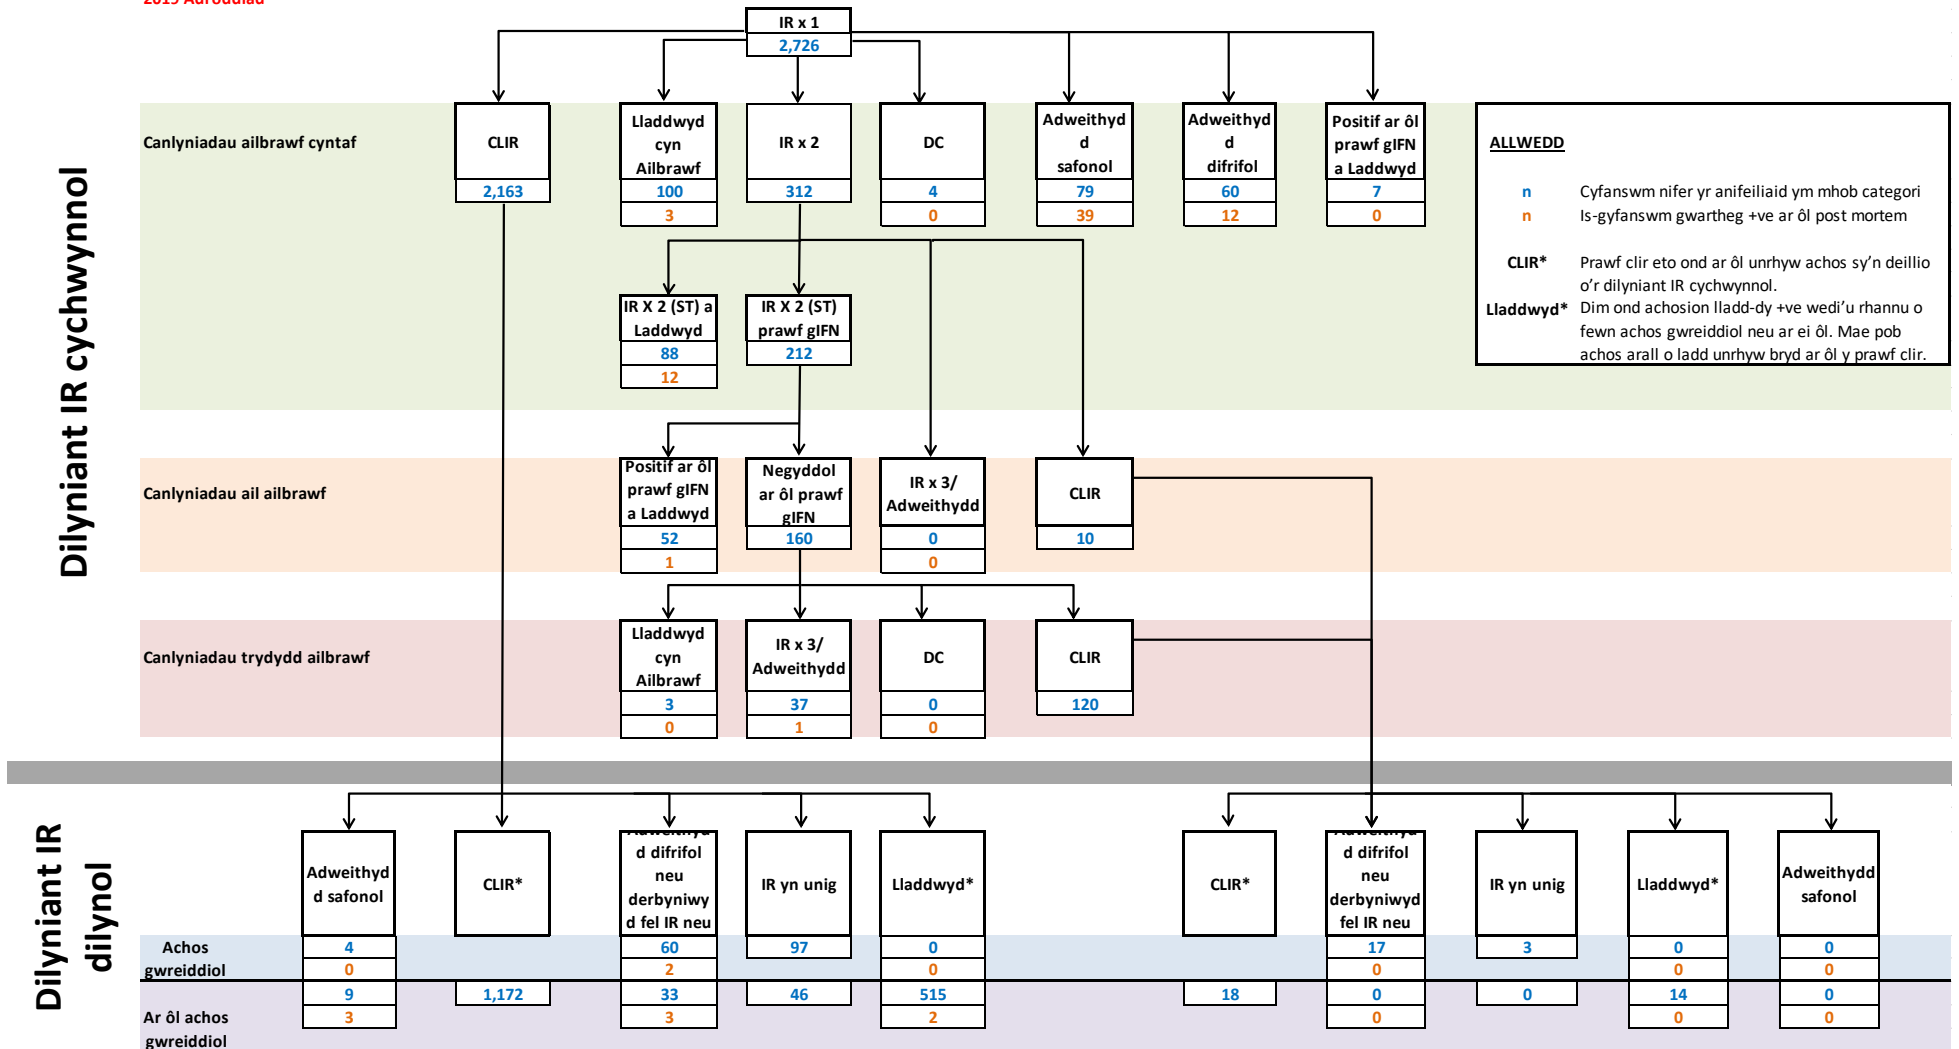 2019 Adroddiad
IR x 1
2,726
Dilyniant IR cychwynnol
Canlyniadau ailbrawf cyntaf
CLIR
2,163
Lladdwyd
cyn
Ailbrawf
100
3
IR x 2
312
DC
4
0
Adweithyd
d
safonol
79
39
Adweithyd
d
difrifol
60
12
Positif ar ôl
prawf gIFN
a Laddwyd
7
0
ALLWEDD
n Cyfanswm nifer yr anifeiliaid ym mhob categori
n Is-gyfanswm gwartheg +ve ar ôl post mortem
CLIR* Prawf clir eto ond ar ôl unrhyw achos sy'n deillio
o'r dilyniant IR cychwynnol.
Lladdwyd* Dim ond achosion lladd-dy +ve wedi'u rhannu o
fewn achos gwreiddiol neu ar ei ôl. Mae pob
achos arall o ladd unrhyw bryd ar ôl y prawf clir.
IR X 2 (ST) a
Laddwyd
88
12
IR X 2 (ST)
prawf gIFN
212
Canlyniadau ail ailbrawf
Positif ar ôl
prawf gIFN
a Laddwyd
52
1
Negyddol
ar ôl prawf
gIFN
160
IR x 3/
Adweithydd
0
0
CLIR
10
Canlyniadau trydydd ailbrawf
Lladdwyd
cyn
Ailbrawf
3
0
IR x 3/
Adweithydd
37
1
DC
0
0
CLIR
120
Dilyniant IR
dilynol
Adweithyd
d safonol
CLIR*
Adweithyd
d difrifol
neu
derbyniwy
d fel IR neu
IR yn unig
Lladdwyd*
CLIR*
Adweithyd
d difrifol
neu
derbyniwyd
fel IR neu
IR yn unig
Lladdwyd*
Adweithydd
safonol
Achos
gwreiddiol
4 60 97 0 17 3 0 0
0 2 0 0 0 0
Ar ôl achos
gwreiddiol
9 1,172 33 46 515 18 0 0 14 0
3 3 2 0 0 0